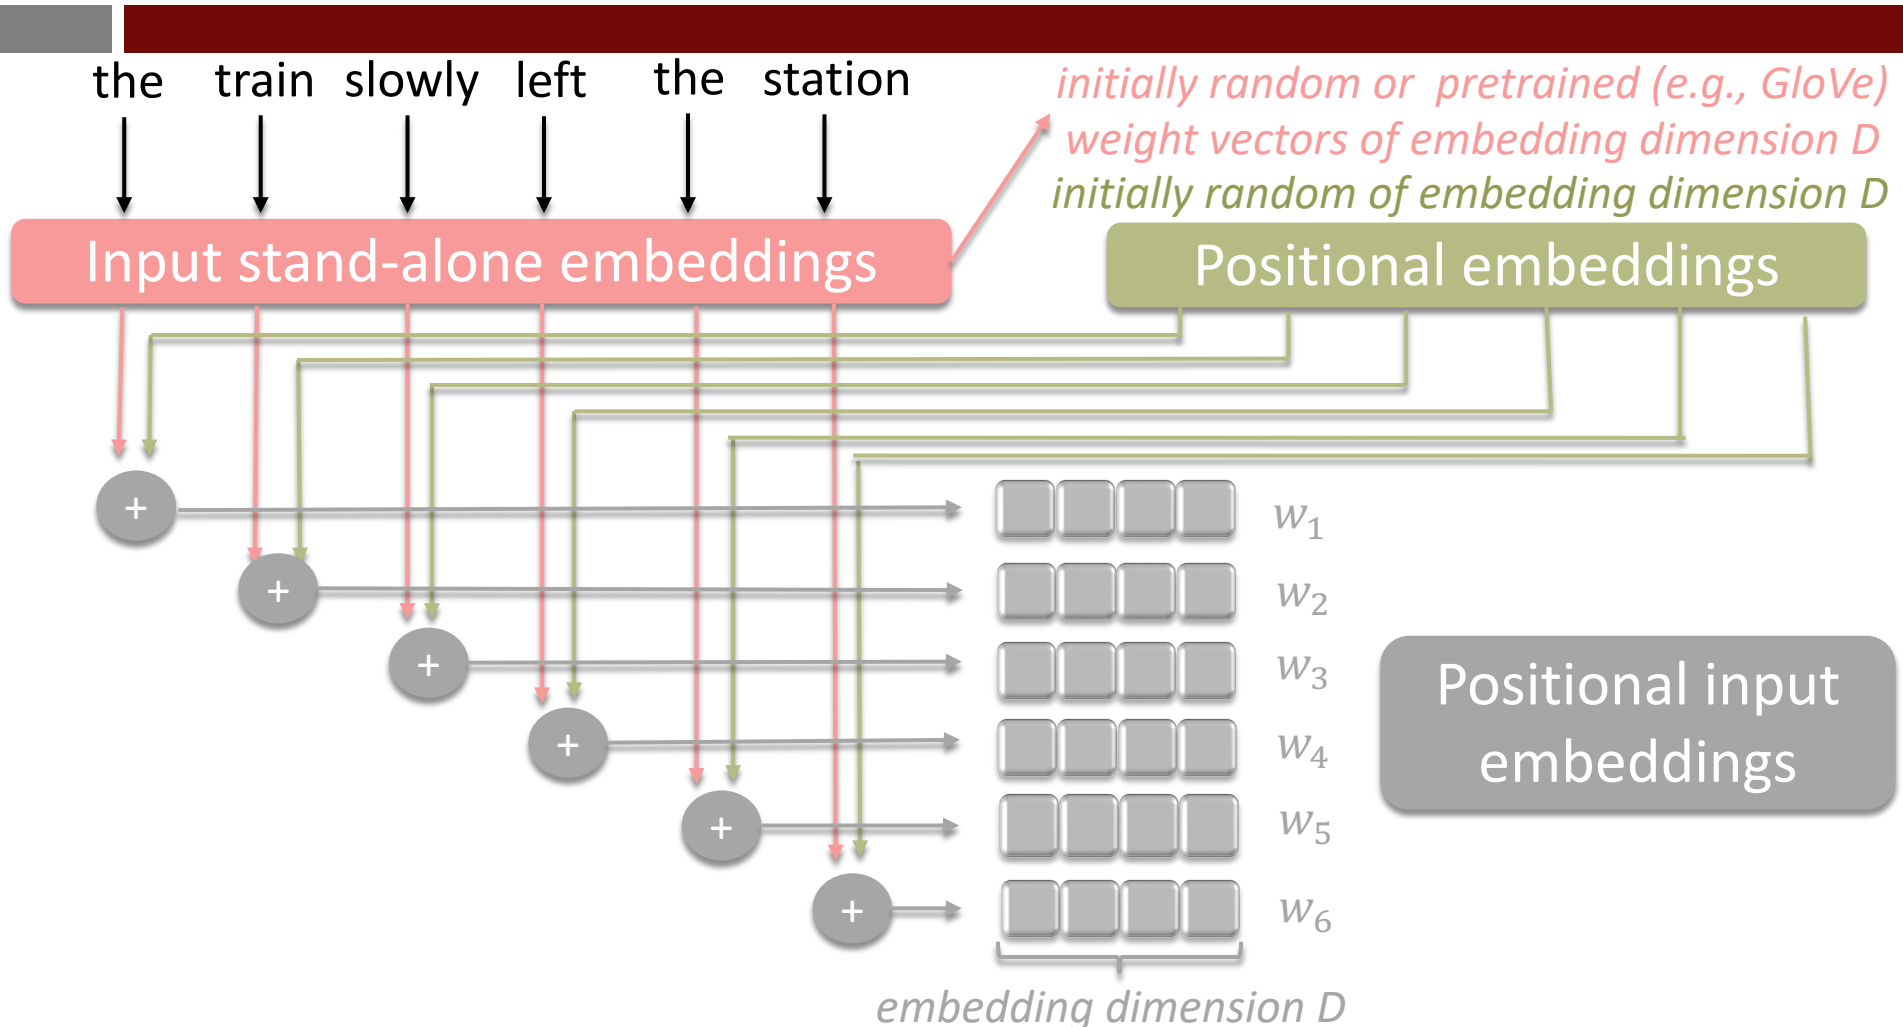 the train slowly left the station
initially random or pretrained (e.g., GloVe)
weight vectors of embedding dimension D
initially random of embedding dimension D
Input stand-alone embeddings
Positional embeddings
+
w₁
+
w₂
+
w₃
Positional input
embeddings
+
w₄
+
w₅
+
w₆
embedding dimension D